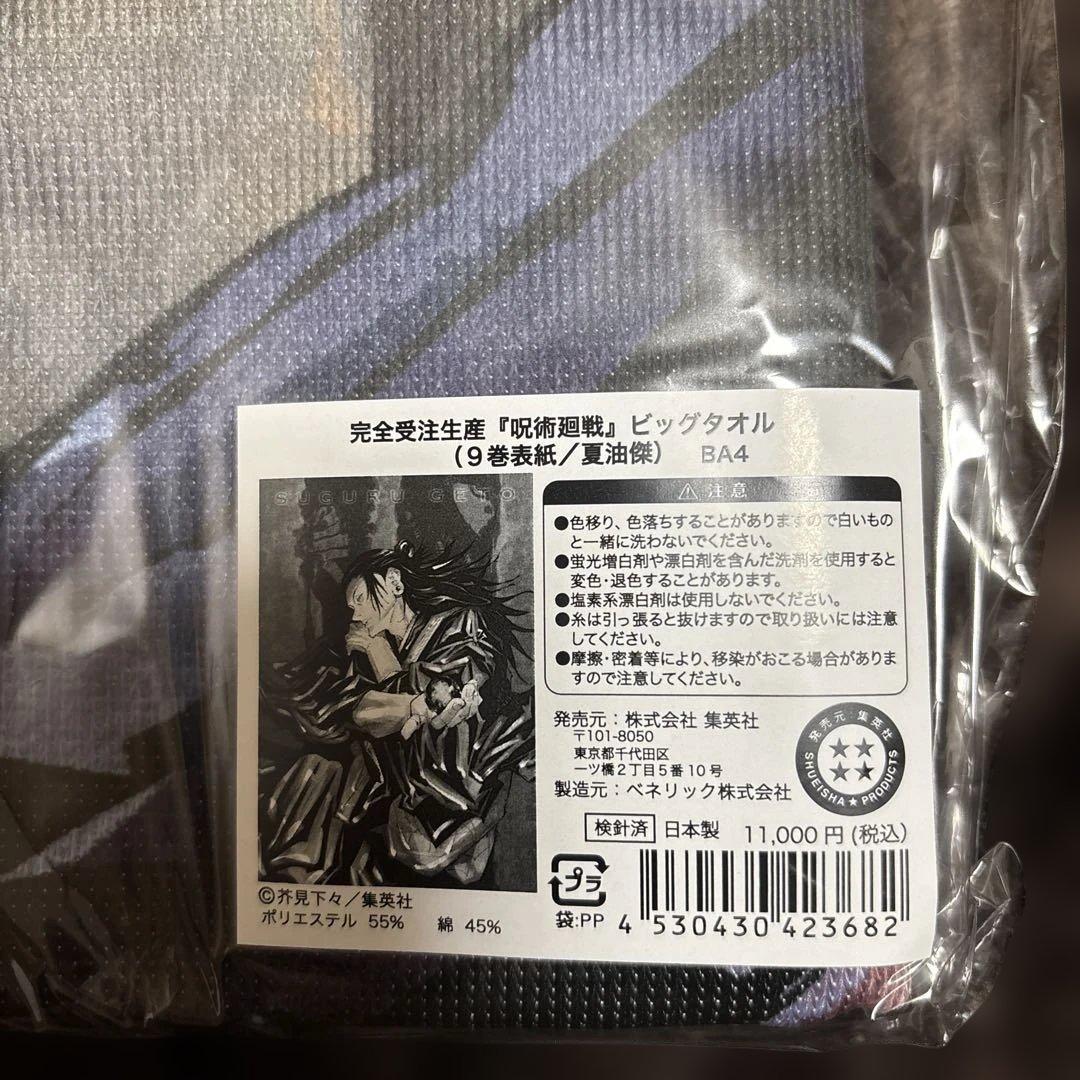 完全受注生産『呪術廻戦』ビッグタオル
(9巻表紙/夏油傑) BA4
SUGURU GETO
⚠ 注意
●色移り、色落ちすることがありますので白いもの
と一緒に洗わないでください。
●蛍光増白剤や漂白剤を含んだ洗剤を使用すると
変色・退色することがあります。
●塩素系漂白剤は使用しないでください。
●糸は引っ張ると抜けますので取り扱いには注意
してください。
●摩擦・密着等により、移染がおこる場合がありま
すので注意してください。
発売元:株式会社 集英社
〒101-8050
東京都千代田区
一ツ橋2丁目5番10号
製造元:ベネリック株式会社
発売元:集英社
SHUEISHA★PRODUCTS
検針済 日本製 11,000円(税込)
©芥見下々/集英社
ポリエステル 55% 綿 45%
プラ
袋:PP
4 530430 423682